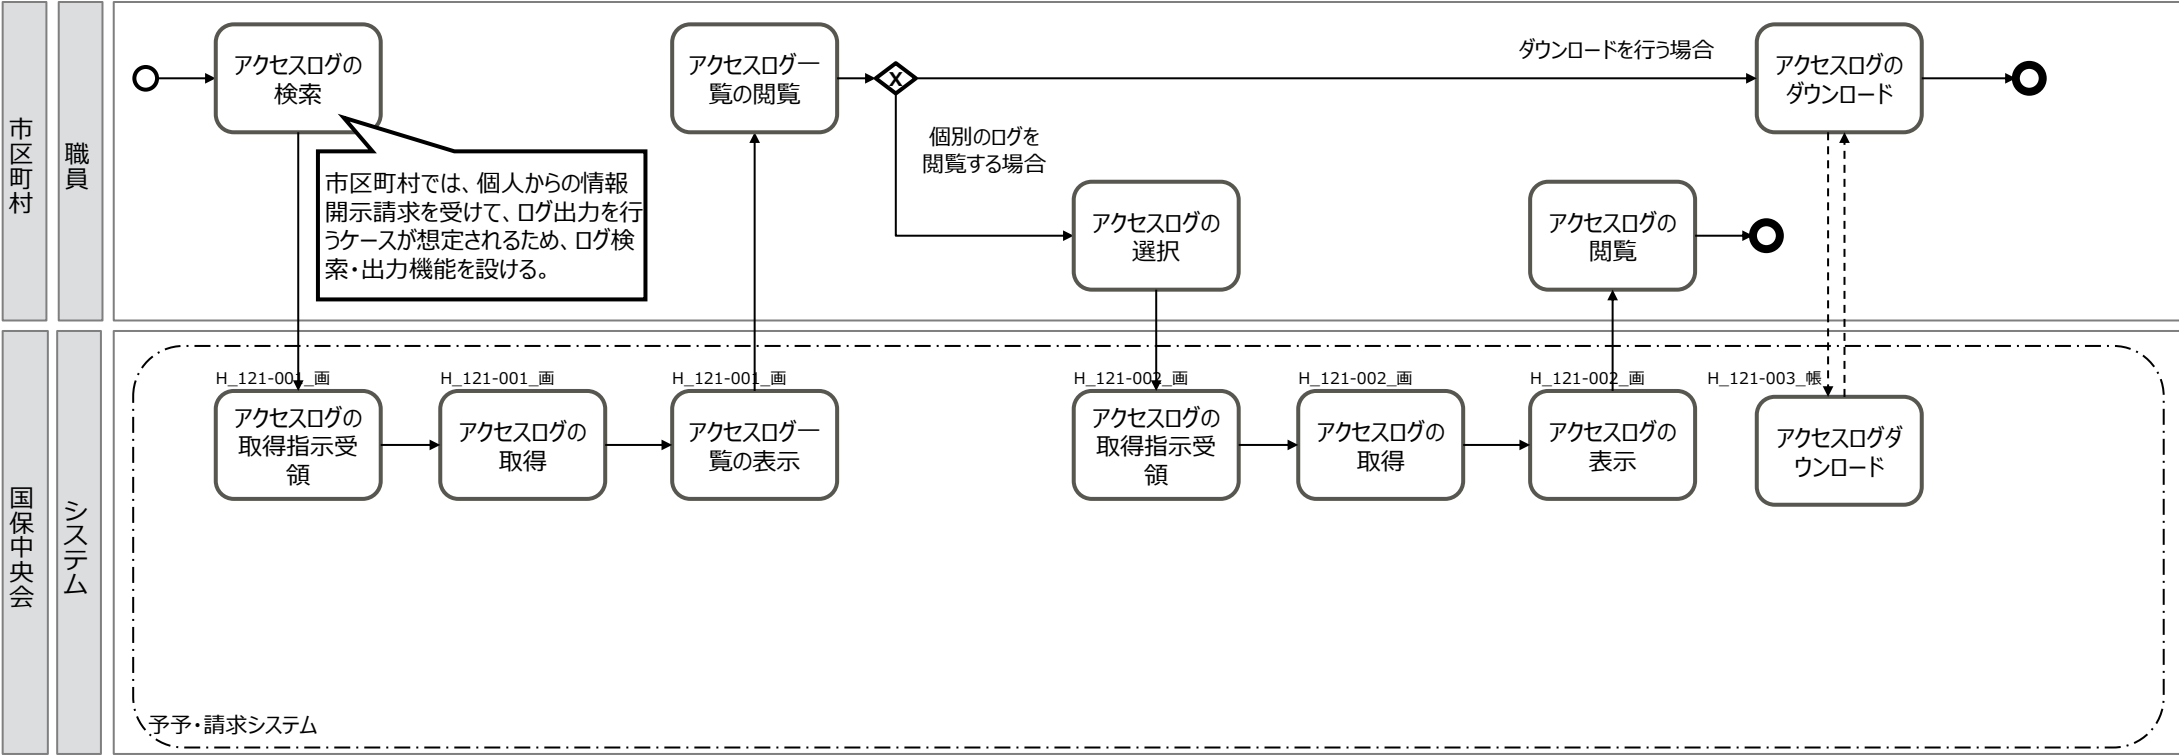 市区町村
職員
アクセスログの
検索
アクセスログ一
覧の閲覧
X
ダウンロードを行う場合
アクセスログの
ダウンロード
個別のログを
閲覧する場合
市区町村では、個人からの情報
開示請求を受けて、ログ出力を行
うケースが想定されるため、ログ検
索・出力機能を設ける。
アクセスログの
選択
アクセスログの
閲覧
国保中央会
システム
H_121-001_画
アクセスログの
取得指示受
領
H_121-001_画
アクセスログの
取得
H_121-001_画
アクセスログ一
覧の表示
H_121-002_画
アクセスログの
取得指示受
領
H_121-002_画
アクセスログの
取得
H_121-002_画
アクセスログの
表示
H_121-003_帳
アクセスログダ
ウンロード
予予・請求システム